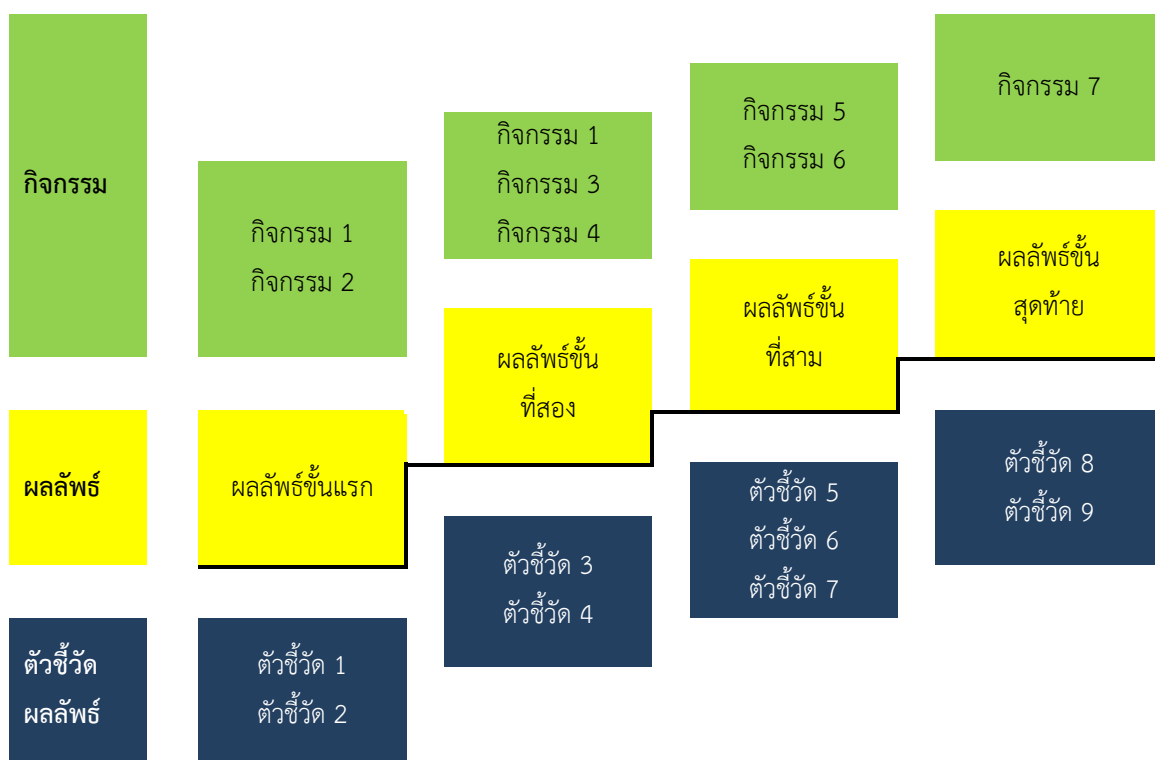 กิจกรรม
กิจกรรม 1
กิจกรรม 2
กิจกรรม 1
กิจกรรม 3
กิจกรรม 4
กิจกรรม 5
กิจกรรม 6
กิจกรรม 7
ผลลัพธ์
ผลลัพธ์ขั้นแรก
ผลลัพธ์ขั้น
ที่สอง
ผลลัพธ์ขั้น
ที่สาม
ผลลัพธ์ขั้น
สุดท้าย
ตัวชี้วัด
ผลลัพธ์
ตัวชี้วัด 1
ตัวชี้วัด 2
ตัวชี้วัด 3
ตัวชี้วัด 4
ตัวชี้วัด 5
ตัวชี้วัด 6
ตัวชี้วัด 7
ตัวชี้วัด 8
ตัวชี้วัด 9